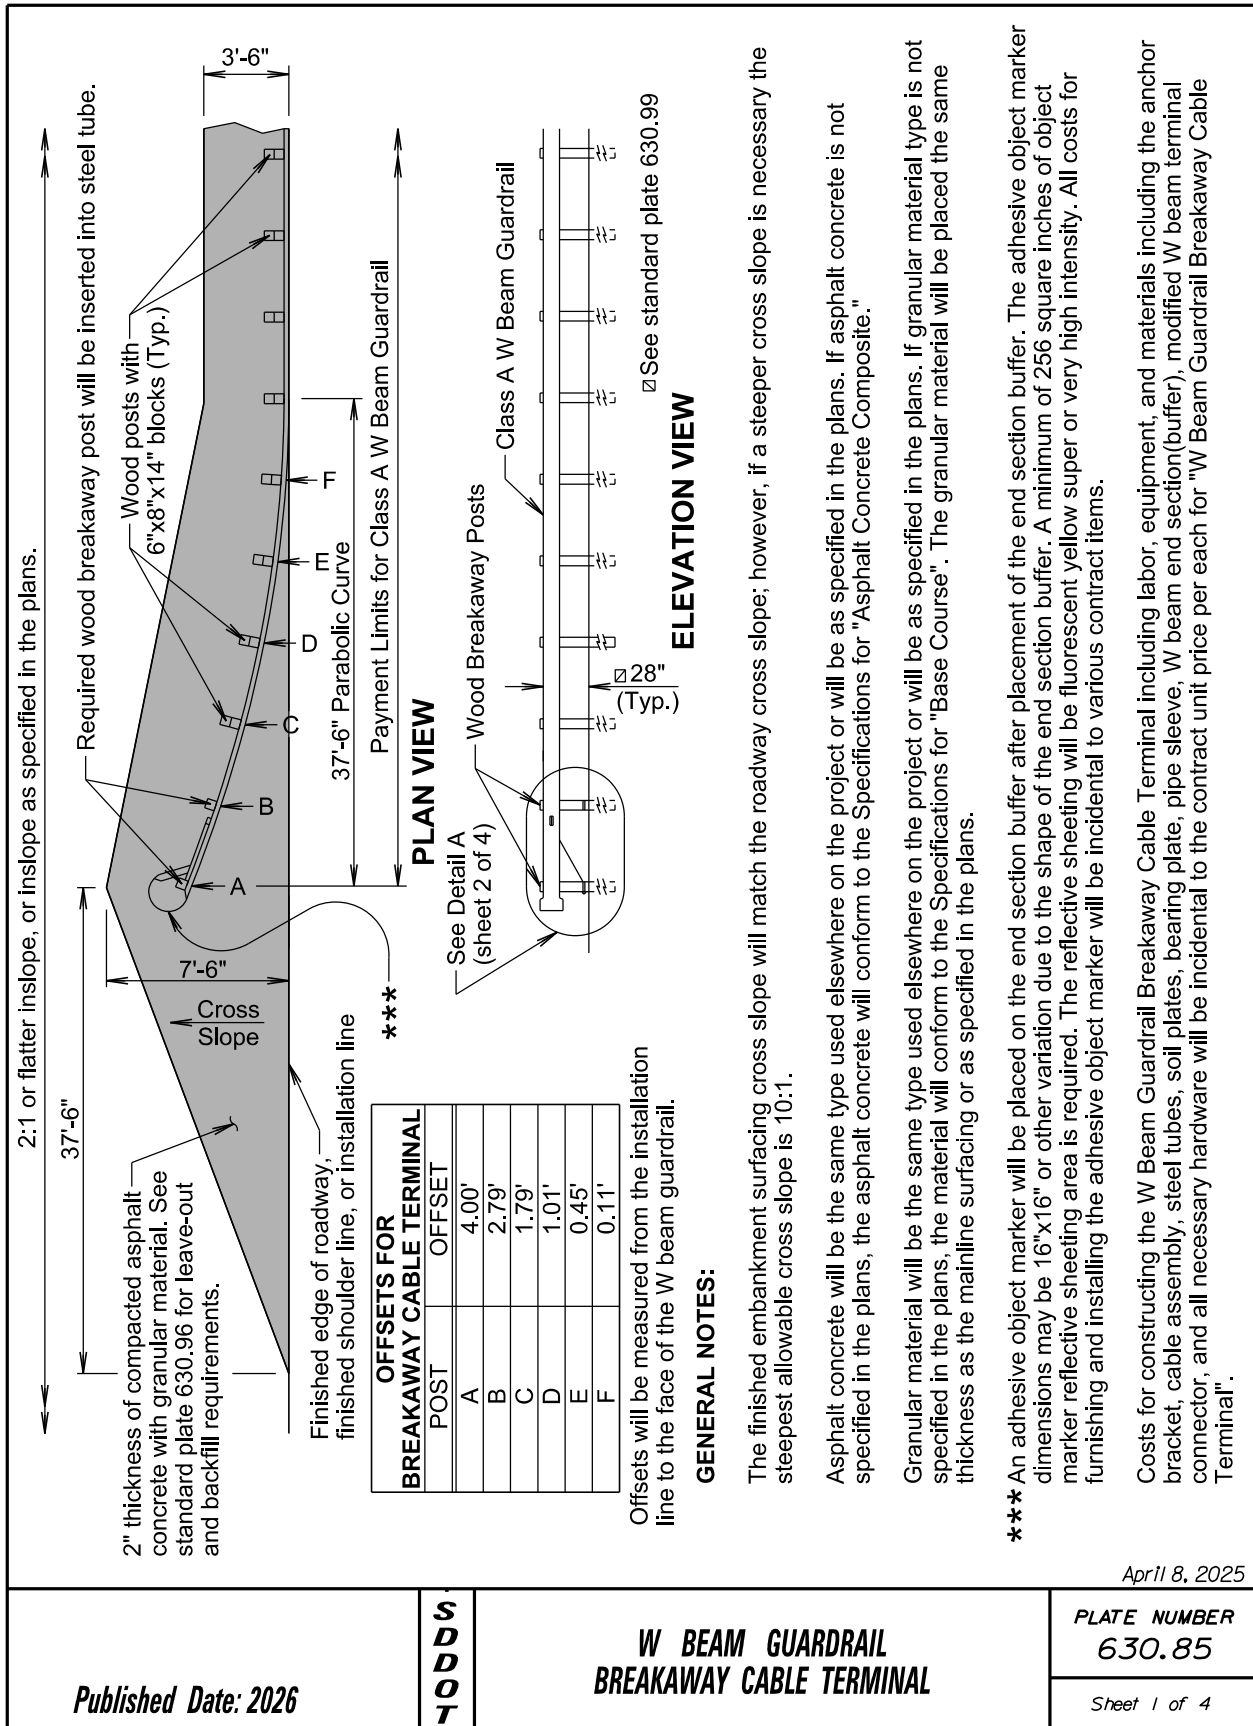 2:1 or flatter inslope, or inslope as specified in the plans.
37'-6"
2" thickness of compacted asphalt
concrete with granular material. See
standard plate 630.96 for leave-out
and backfill requirements.
Required wood breakaway post will be inserted into steel tube.
Wood posts with
6"x8"x14" blocks (Typ.)
3'-6"
7'-6"
Cross
Slope
A
B
C
D
E
F
37'-6" Parabolic Curve
Payment Limits for Class A W Beam Guardrail
Finished edge of roadway,
finished shoulder line, or installation line
***
PLAN VIEW
OFFSETS FOR
BREAKAWAY CABLE TERMINAL
POST OFFSET
A 4.00'
B 2.79'
C 1.79'
D 1.01'
E 0.45'
F 0.11'
Offsets will be measured from the installation
line to the face of the W beam guardrail.
See Detail A
(sheet 2 of 4)
Wood Breakaway Posts
Class A W Beam Guardrail
⍁28"
(Typ.)
⍁See standard plate 630.99
ELEVATION VIEW
GENERAL NOTES:
The finished embankment surfacing cross slope will match the roadway cross slope; however, if a steeper cross slope is necessary the
steepest allowable cross slope is 10:1.
Asphalt concrete will be the same type used elsewhere on the project or will be as specified in the plans. If asphalt concrete is not
specified in the plans, the asphalt concrete will conform to the Specifications for "Asphalt Concrete Composite."
Granular material will be the same type used elsewhere on the project or will be as specified in the plans. If granular material type is not
specified in the plans, the material will conform to the Specifications for "Base Course". The granular material will be placed the same
thickness as the mainline surfacing or as specified in the plans.
*** An adhesive object marker will be placed on the end section buffer after placement of the end section buffer. The adhesive object marker
dimensions may be 16"x16" or other variation due to the shape of the end section buffer. A minimum of 256 square inches of object
marker reflective sheeting area is required. The reflective sheeting will be fluorescent yellow super or very high intensity. All costs for
furnishing and installing the adhesive object marker will be incidental to various contract items.
Costs for constructing the W Beam Guardrail Breakaway Cable Terminal including labor, equipment, and materials including the anchor
bracket, cable assembly, steel tubes, soil plates, bearing plate, pipe sleeve, W beam end section(buffer), modified W beam terminal
connector, and all necessary hardware will be incidental to the contract unit price per each for "W Beam Guardrail Breakaway Cable
Terminal".
April 8, 2025
Published Date: 2026
SDDOT
W BEAM GUARDRAIL
BREAKAWAY CABLE TERMINAL
PLATE NUMBER
630.85
Sheet 1 of 4